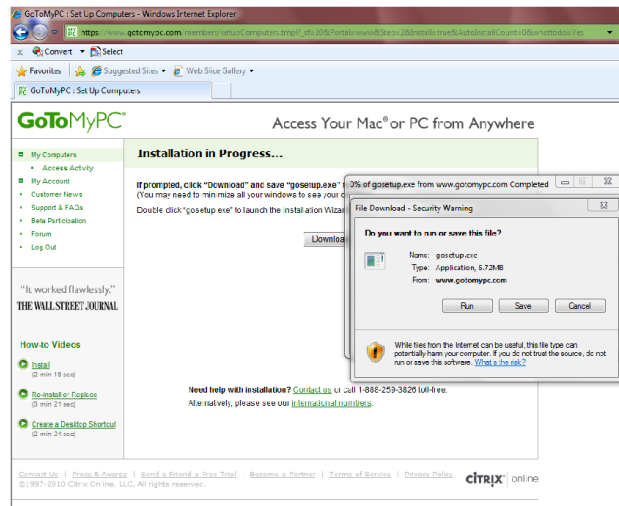 GoToMyPC : Set Up Computers - Windows Internet Explorer
https://www.gotomypc.com/members/
x Convert Select
Favorites Suggested Sites Web Slice Gallery
GoToMyPC : Set Up Computers
GoToMyPC®
Access Your Mac® or PC from Anywhere
My Computers
Access Activity
My Account
Customer News
Support & FAQs
Beta Participation
Forum
Log Out
"It worked flawlessly."
THE WALL STREET JOURNAL
How-to Videos
Install
(2 min 18 sec)
Re-install or Replace
(3 min 21 sec)
Create a Desktop Shortcut
(2 min 24 sec)
Installation in Progress...
If prompted, click "Download" and save "gosetup.exe"
(You may need to minimize all your windows to see your
Double click "gosetup exe" to launch the installation Wizar
Downloa
0% of gosetup.exe from www.gotomypc.com Completed
File Download - Security Warning
Do you want to run or save this file?
Name: gosetup.exe
Type: Application, 6.72MB
From: www.gotomypc.com
Run Save Cancel
While files from the Internet can be useful, this file type can
potentially harm your computer. If you do not trust the source, do not
run or save this software. What's the risk?
Need help with installation? Contact us or call 1-888-259-3826 toll-free.
Alternatively, please see our international numbers.
Contact Us | Press & Awards | Send a Friend a Free Trial | Become a Partner | Terms of Service | Privacy Policy
©1997-2010 Citrix Online, LLC. All rights reserved.
CITRIX® online